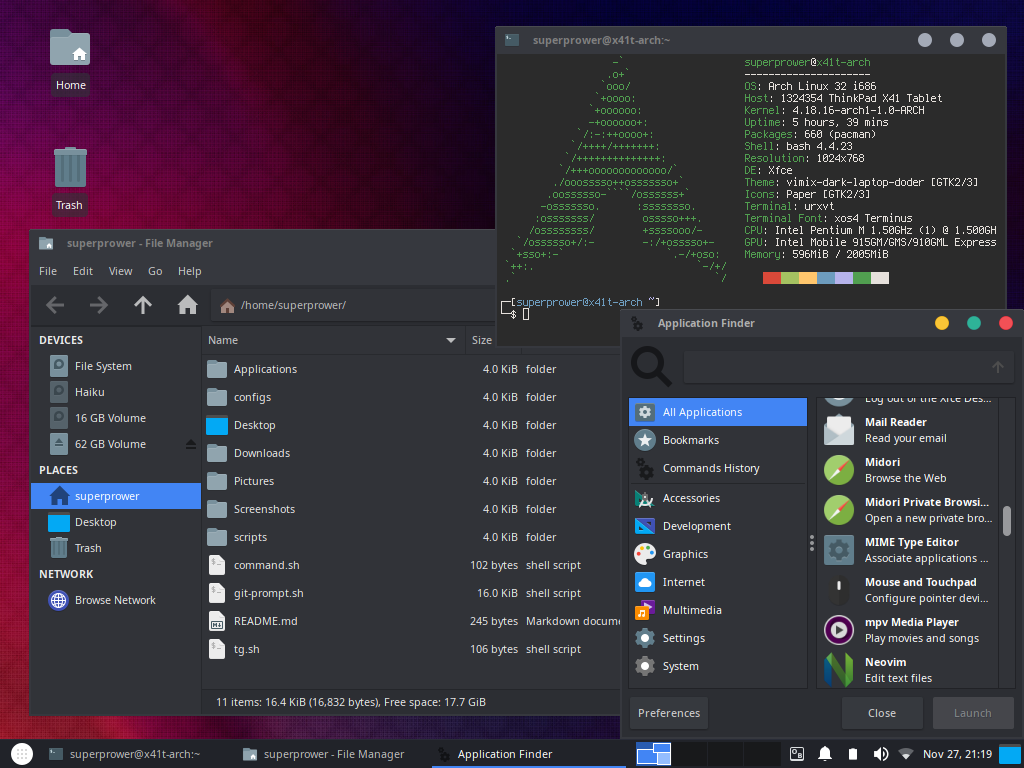 Home
Trash
superprower@x41t-arch:~
superprower@x41t-arch
---------------------
OS: Arch Linux 32 i686
Host: 1324354 ThinkPad X41 Tablet
Kernel: 4.18.16-arch1-1.0-ARCH
Uptime: 5 hours, 39 mins
Packages: 660 (pacman)
Shell: bash 4.4.23
Resolution: 1024x768
DE: Xfce
Theme: vimix-dark-laptop-doder [GTK2/3]
Icons: Paper [GTK2/3]
Terminal: urxvt
Terminal Font: xos4 Terminus
CPU: Intel Pentium M 1.50GHz (1) @ 1.500GH
GPU: Intel Mobile 915GM/GMS/910GML Express
Memory: 596MiB / 2005MiB
[superprower@x41t-arch ~]
$
superprower - File Manager
File Edit View Go Help
/home/superprower/
DEVICES
File System
Haiku
16 GB Volume
62 GB Volume
PLACES
superprower
Desktop
Trash
NETWORK
Browse Network
Name Size
Applications 4.0 KiB folder
configs 4.0 KiB folder
Desktop 4.0 KiB folder
Downloads 4.0 KiB folder
Pictures 4.0 KiB folder
Screenshots 4.0 KiB folder
scripts 4.0 KiB folder
command.sh 102 bytes shell script
git-prompt.sh 16.0 KiB shell script
README.md 245 bytes Markdown docume
tg.sh 106 bytes shell script
11 items: 16.4 KiB (16,832 bytes), Free space: 17.7 GiB
Application Finder
All Applications
Bookmarks
Commands History
Accessories
Development
Graphics
Internet
Multimedia
Settings
System
Log out of the Xfce Des...
Mail Reader
Read your email
Midori
Browse the Web
Midori Private Browsi...
Open a new private bro...
MIME Type Editor
Associate applications ...
Mouse and Touchpad
Configure pointer devi...
mpv Media Player
Play movies and songs
Neovim
Edit text files
Preferences Close Launch
superprower@x41t-arch:~ superprower - File Manager Application Finder Nov 27, 21:19